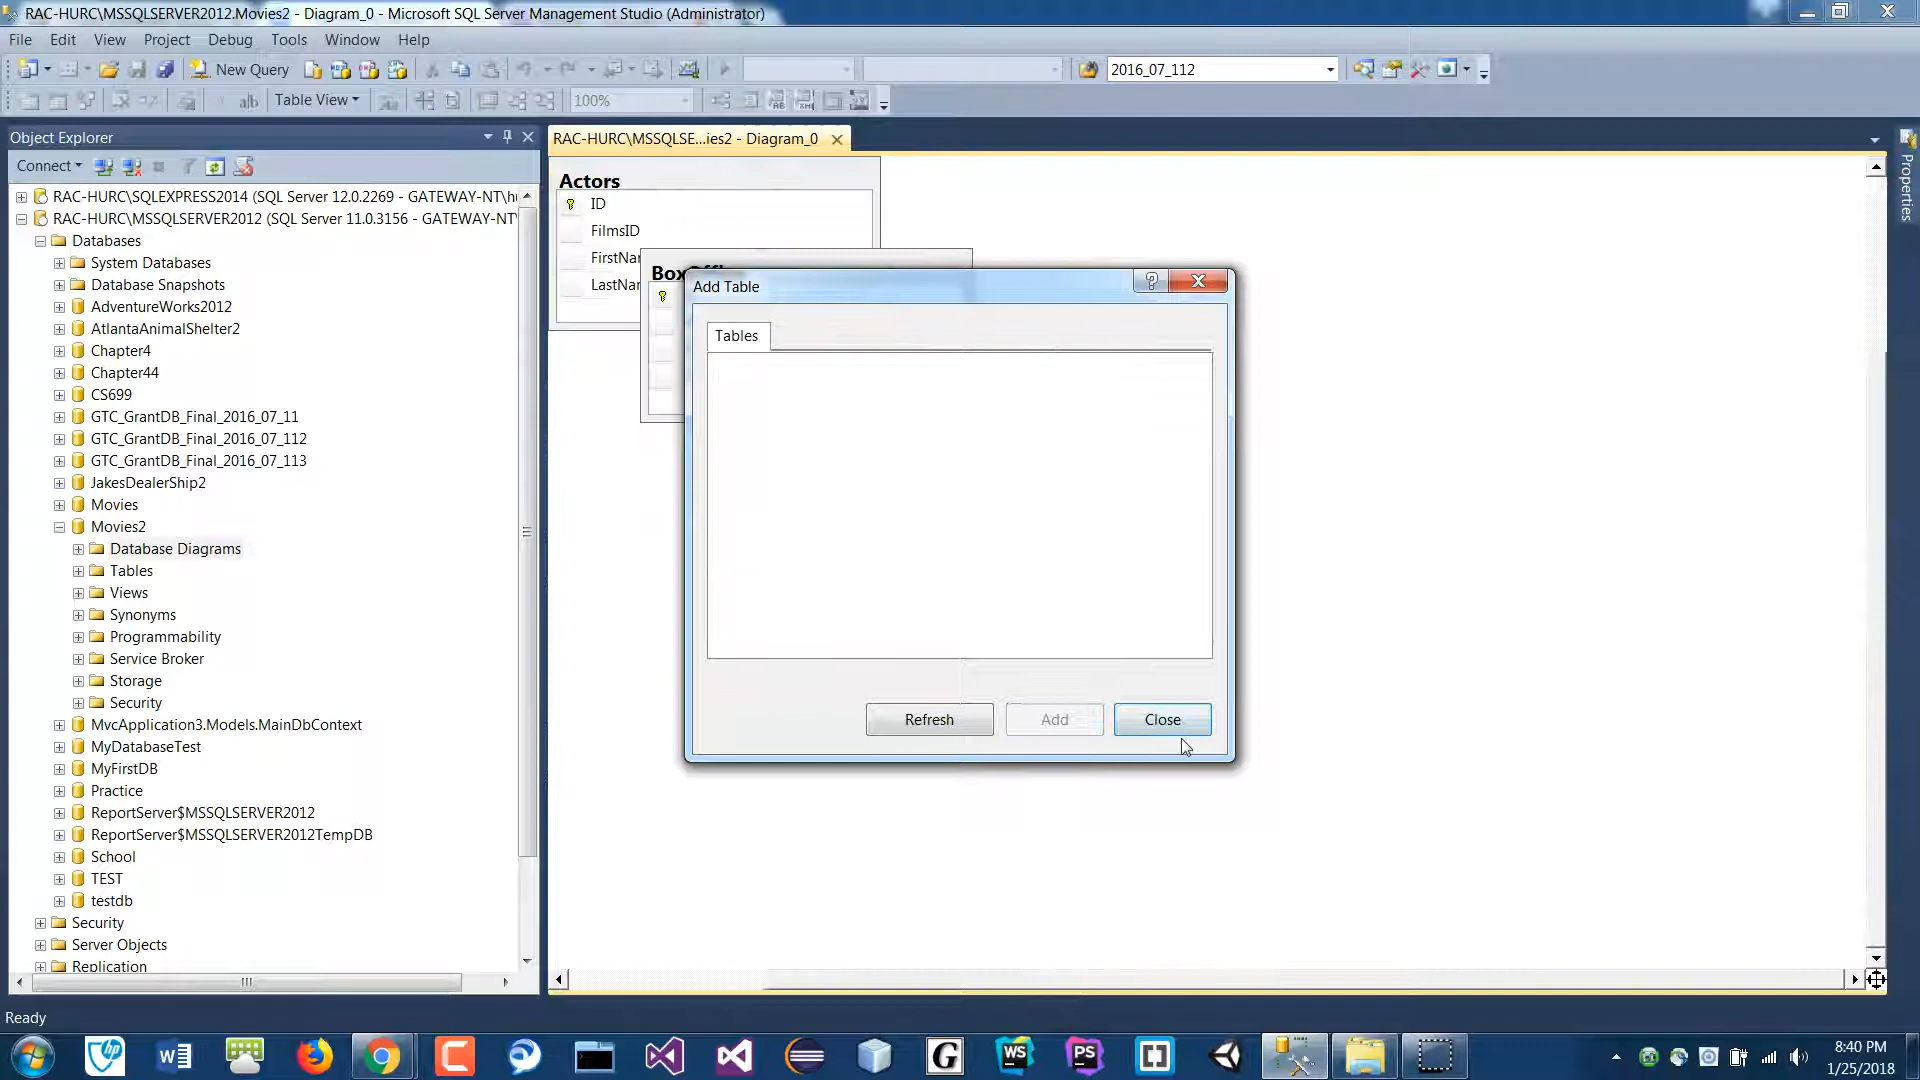 RAC-HURC\MSSQLSERVER2012.Movies2 - Diagram_0 - Microsoft SQL Server Management Studio (Administrator)
File Edit View Project Debug Tools Window Help
New Query
2016_07_112
Table View
100%
Object Explorer
Connect
RAC-HURC\SQLEXPRESS2014 (SQL Server 12.0.2269 - GATEWAY-NT\h
RAC-HURC\MSSQLSERVER2012 (SQL Server 11.0.3156 - GATEWAY-NT\
Databases
System Databases
Database Snapshots
AdventureWorks2012
AtlantaAnimalShelter2
Chapter4
Chapter44
CS699
GTC_GrantDB_Final_2016_07_11
GTC_GrantDB_Final_2016_07_112
GTC_GrantDB_Final_2016_07_113
JakesDealerShip2
Movies
Movies2
Database Diagrams
Tables
Views
Synonyms
Programmability
Service Broker
Storage
Security
MvcApplication3.Models.MainDbContext
MyDatabaseTest
MyFirstDB
Practice
ReportServer$MSSQLSERVER2012
ReportServer$MSSQLSERVER2012TempDB
School
TEST
testdb
Security
Server Objects
Replication
RAC-HURC\MSSQLSE...ies2 - Diagram_0
Actors
ID
FilmsID
FirstNa
LastNa
Add Table
Tables
Refresh Add Close
Properties
Ready
WS
PS
8:40 PM
1/25/2018